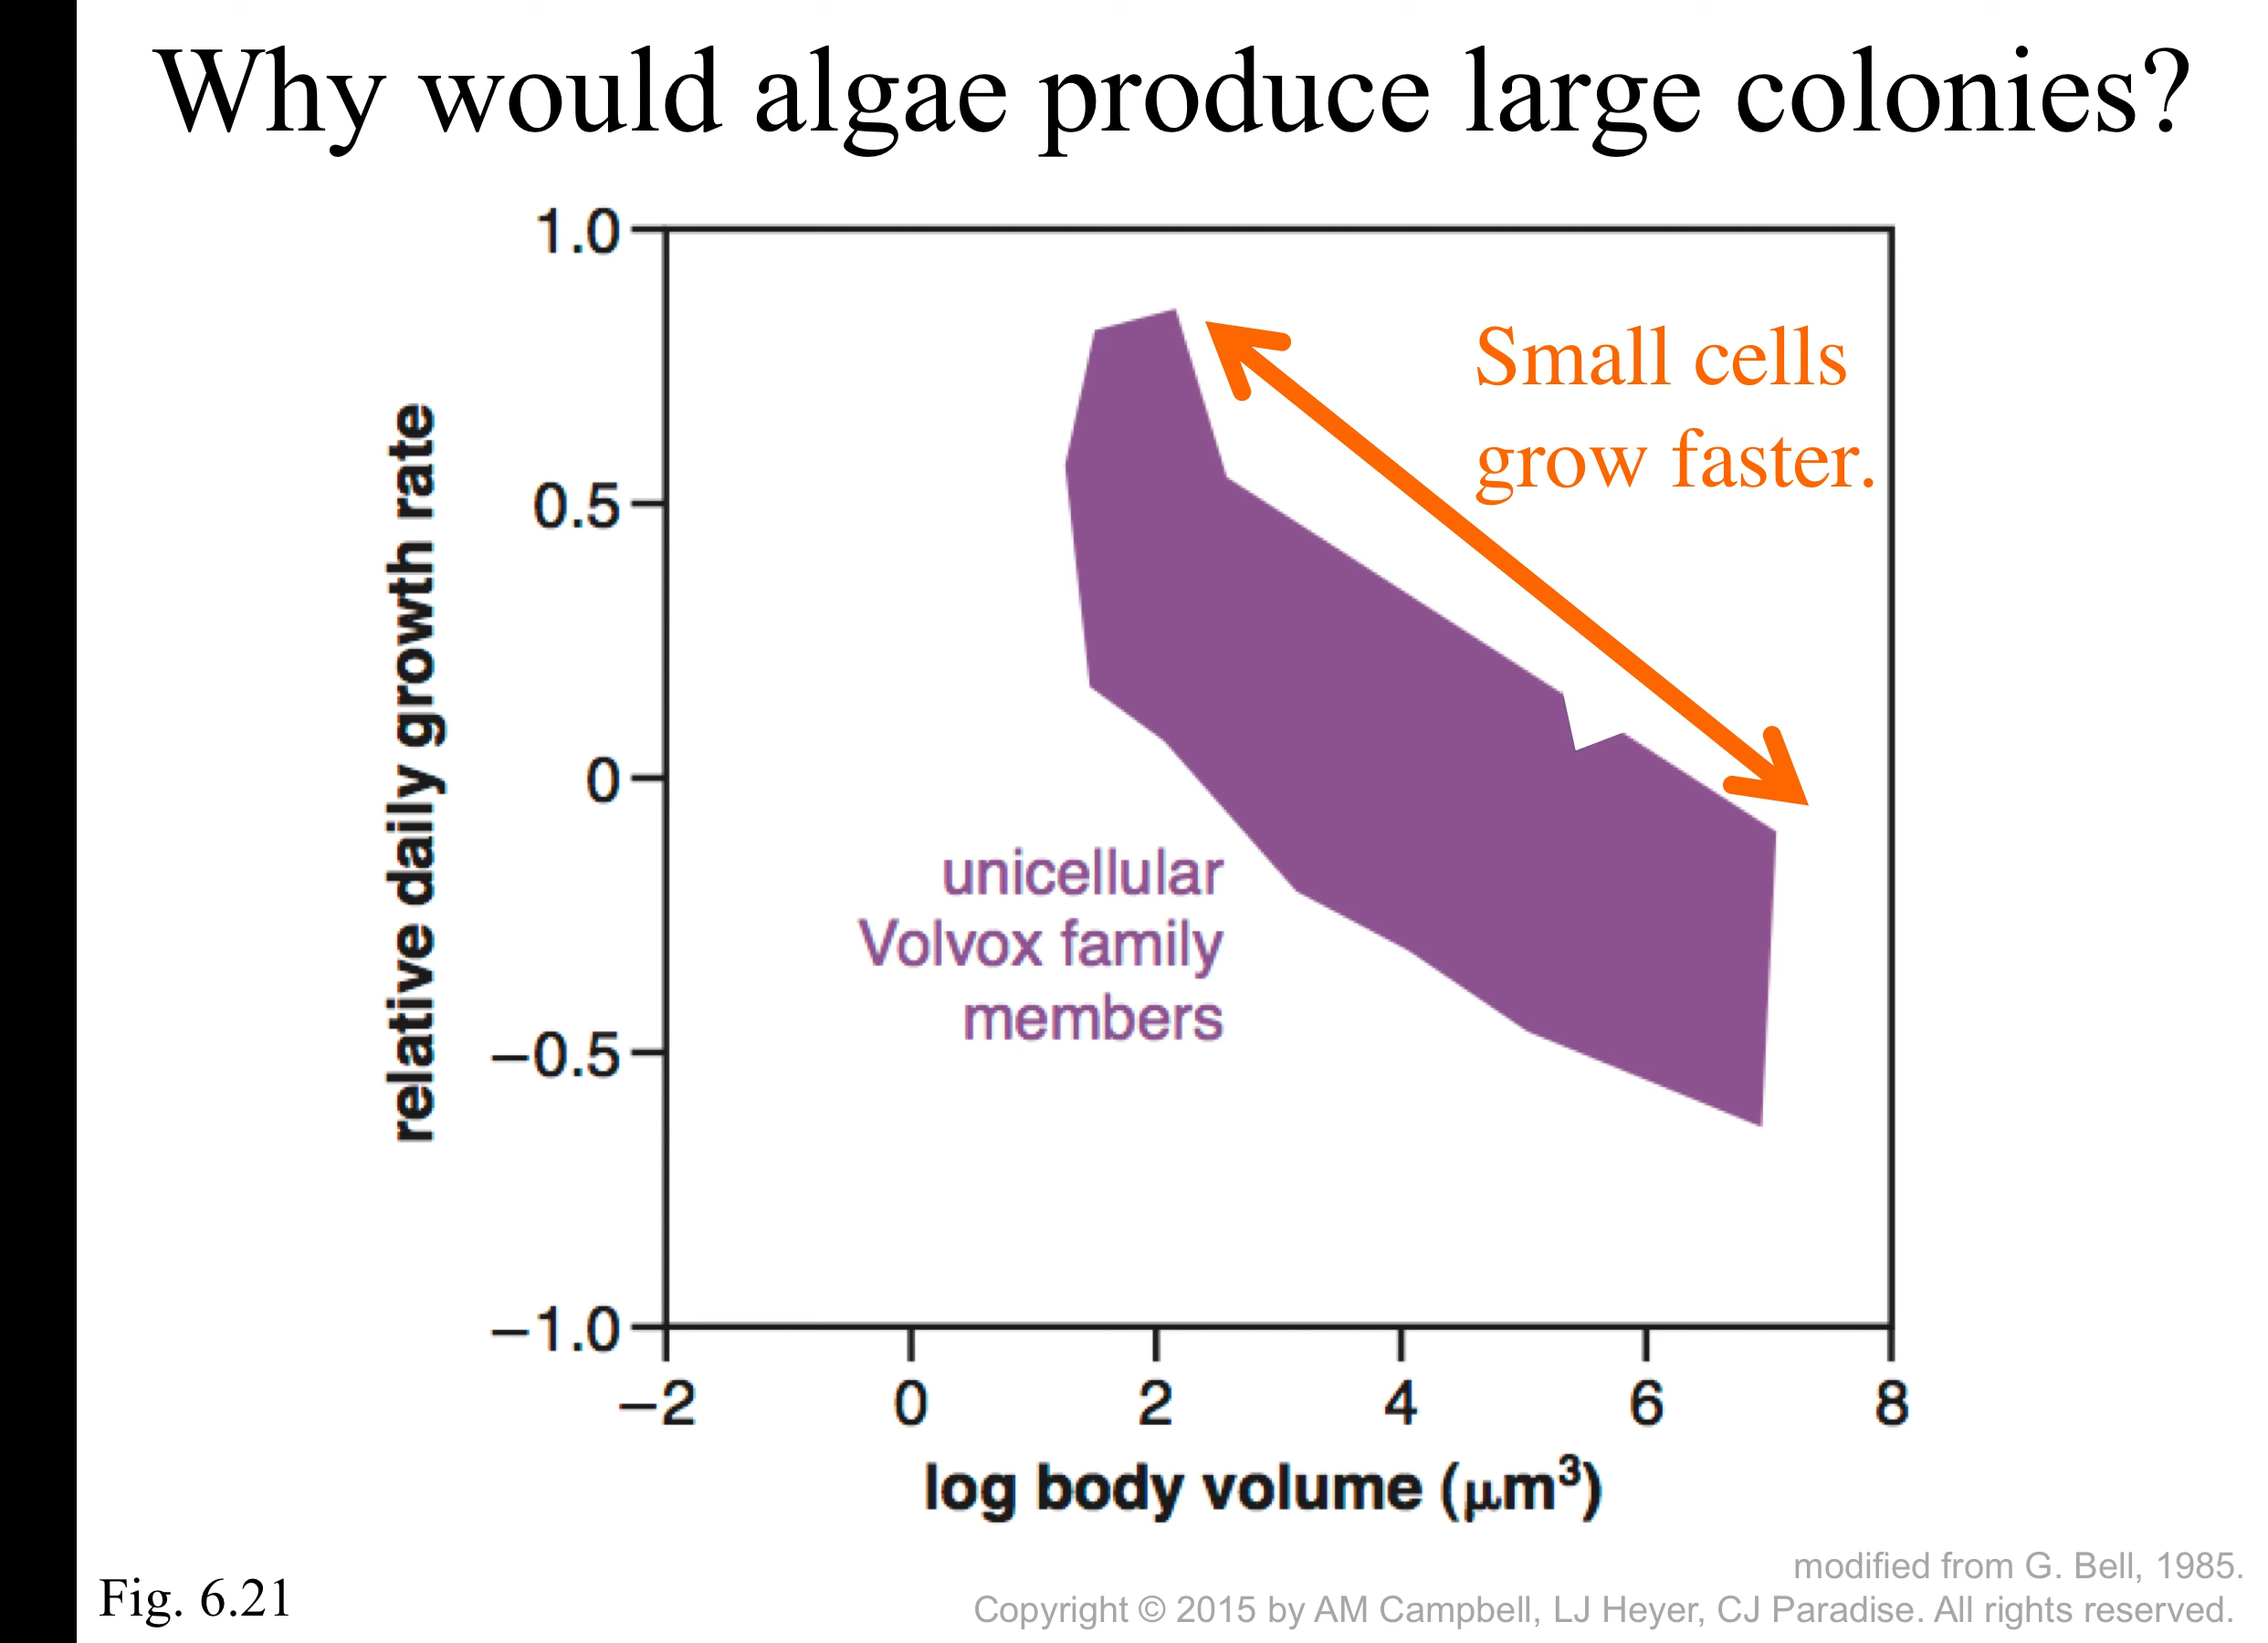 Why would algae produce large colonies?
1.0
Small cells
grow faster.
0.5
relative daily growth rate
0
unicellular
Volvox family
members
−0.5
−1.0
−2 0 2 4 6 8
log body volume (μm³)
modified from G. Bell, 1985.
Fig. 6.21
Copyright © 2015 by AM Campbell, LJ Heyer, CJ Paradise. All rights reserved.